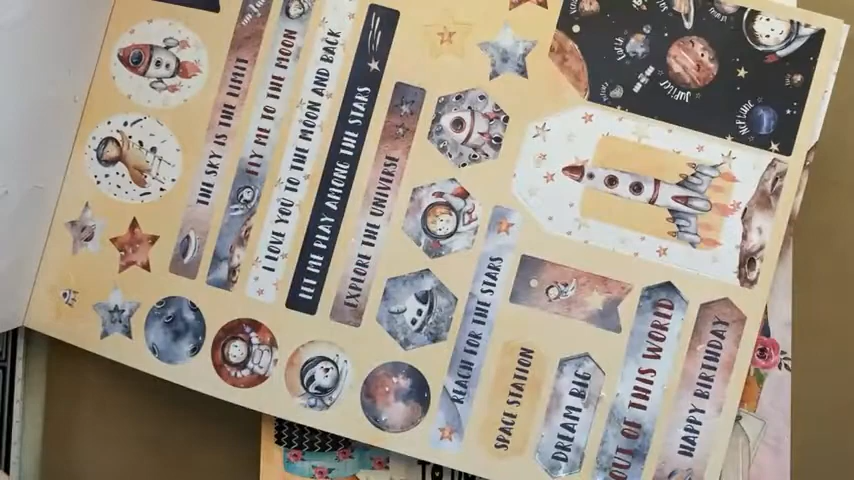 THE SKY IS THE LIMIT
FLY ME TO THE MOON
I LOVE YOU TO THE MOON AND BACK
LET ME PLAY AMONG THE STARS
EXPLORE THE UNIVERSE
REACH FOR THE STARS
SPACE STATION
DREAM BIG
OUT OF THIS WORLD
HAPPY BIRTHDAY
Jupiter
Neptune